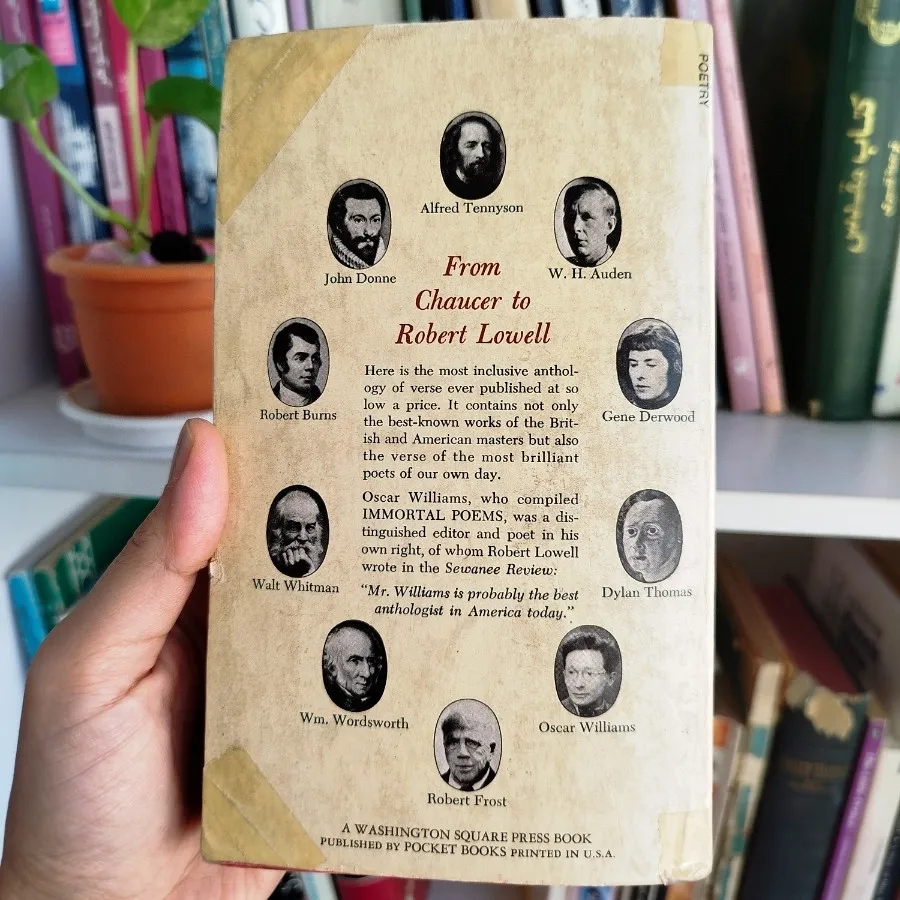 POETRY
Alfred Tennyson
John Donne
W. H. Auden
From
Chaucer to
Robert Lowell
Robert Burns
Gene Derwood
Here is the most inclusive anthol-
ogy of verse ever published at so
low a price. It contains not only
the best-known works of the Brit-
ish and American masters but also
the verse of the most brilliant
poets of our own day.
Oscar Williams, who compiled
IMMORTAL POEMS, was a dis-
tinguished editor and poet in his
own right, of whom Robert Lowell
wrote in the Sewanee Review:
"Mr. Williams is probably the best
anthologist in America today."
Walt Whitman
Dylan Thomas
Wm. Wordsworth
Oscar Williams
Robert Frost
A WASHINGTON SQUARE PRESS BOOK
PUBLISHED BY POCKET BOOKS PRINTED IN U.S.A.
کتاب مقدس